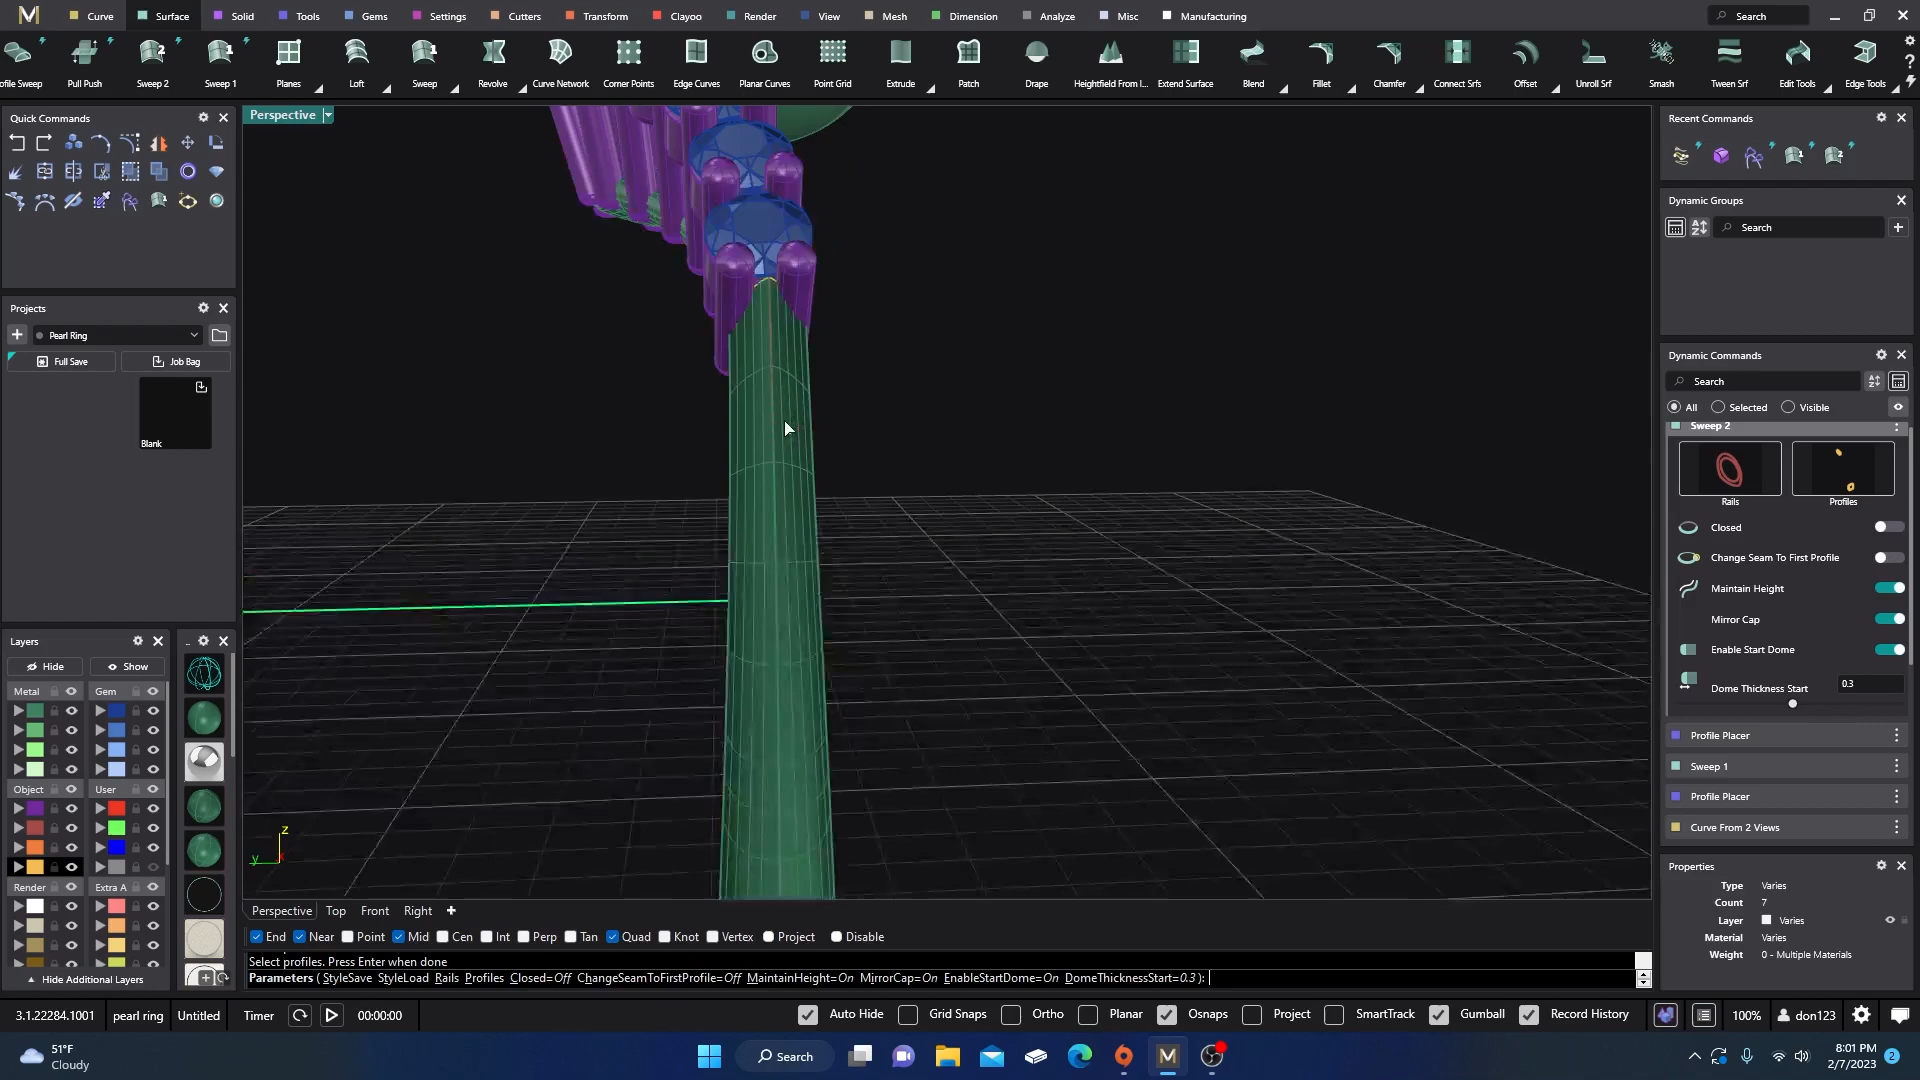 Curve Surface Solid Tools Gems Settings Cutters Transform Clayoo Render View Mesh Dimension Analyze Misc Manufacturing Search
ofile Sweep Pull Push Sweep 2 Sweep 1 Planes Loft Sweep Revolve Curve Network Corner Points Edge Curves Planar Curves Point Grid Extrude Patch Drape Heightfield From I... Extend Surface Blend Fillet Chamfer Connect Srfs Offset Unroll Srf Smash Tween Srf Edit Tools Edge Tools
Quick Commands
Projects
Pearl Ring
Full Save Job Bag
Blank
Layers
Hide Show
Metal Gem
Object User
Render Extra A
Hide Additional Layers
Perspective
z
y x
Perspective Top Front Right
End Near Point Mid Cen Int Perp Tan Quad Knot Vertex Project Disable
Select profiles. Press Enter when done
Parameters ( StyleSave StyleLoad Rails Profiles Closed=Off ChangeSeamToFirstProfile=Off MaintainHeight=On MirrorCap=On EnableStartDome=On DomeThicknessStart=0.3 ):
Recent Commands
Dynamic Groups
Search
Dynamic Commands
Search
All Selected Visible
Sweep 2
Rails Profiles
Closed
Change Seam To First Profile
Maintain Height
Mirror Cap
Enable Start Dome
Dome Thickness Start 0.3
Profile Placer
Sweep 1
Profile Placer
Curve From 2 Views
Properties
Type Varies
Count 7
Layer Varies
Material Varies
Weight 0 - Multiple Materials
3.1.22284.1001 pearl ring Untitled Timer 00:00:00 Auto Hide Grid Snaps Ortho Planar Osnaps Project SmartTrack Gumball Record History 100% don123
51°F
Cloudy
Search
8:01 PM
2/7/2023
2